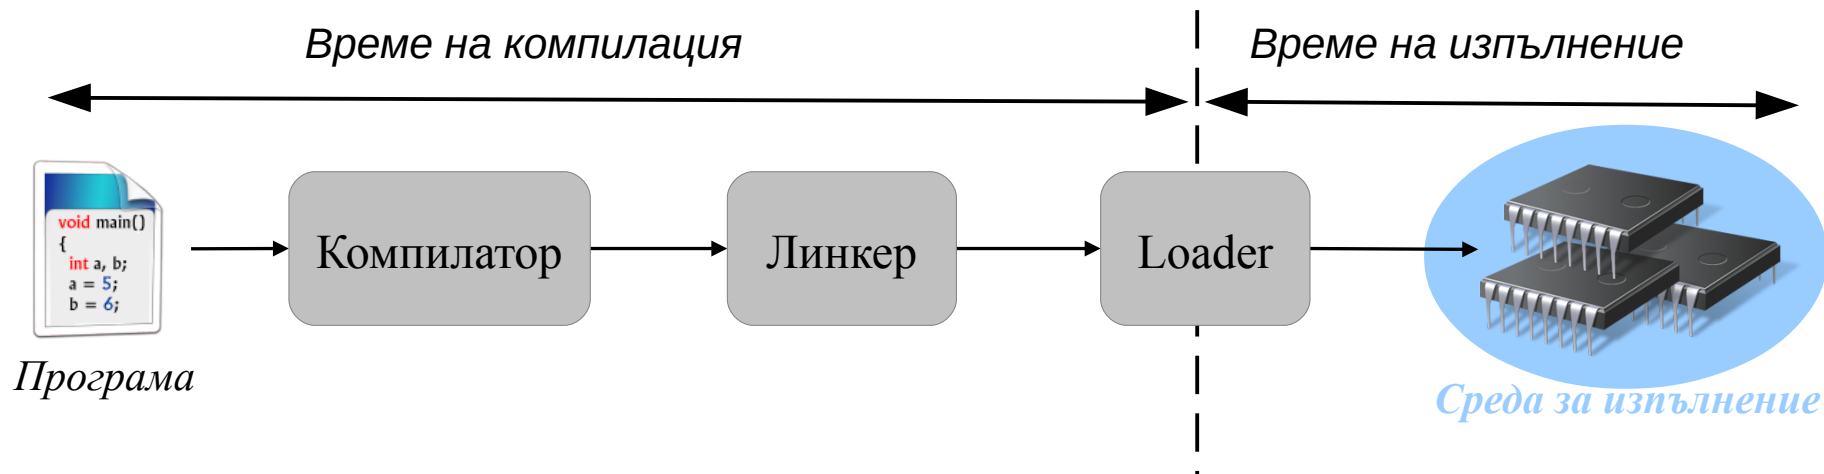 Време на компилация
Време на изпълнение
void main()
{
int a, b;
a = 5;
b = 6;
Програма
Компилатор
Линкер
Loader
Среда за изпълнение